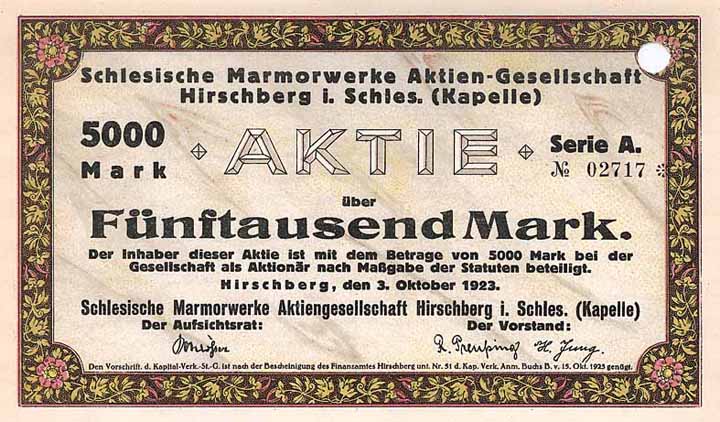 Schlesische Marmorwerke Aktien-Gesellschaft
Hirschberg i. Schles. (Kapelle)
5000 Mark
AKTIE
Serie A.
№ 02717 *
über
Fünftausend Mark.
Der Inhaber dieser Aktie ist mit dem Betrage von 5000 Mark bei der
Gesellschaft als Aktionär nach Maßgabe der Statuten beteiligt.
Hirschberg, den 3. Oktober 1923.
Schlesische Marmorwerke Aktiengesellschaft Hirschberg i. Schles. (Kapelle)
Der Aufsichtsrat: Der Vorstand:
H. Jung.
Den Vorschrift. d. Kapital-Verk.-St.-G. ist nach der Bescheinigung des Finanzamtes Hirschberg unt. Nr. 51 d. Kap. Verk. Anm. Buchs B. v. 15. Okt. 1923 genügt.